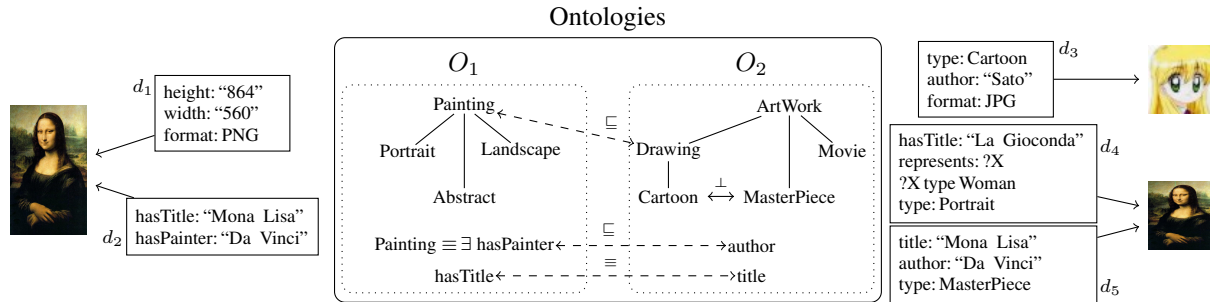 Ontologies
d1
height: “864”
width: “560”
format: PNG
d2
hasTitle: “Mona Lisa”
hasPainter: “Da Vinci”
O1
Painting
Portrait
Landscape
Abstract
Painting ≡ ∃ hasPainter
hasTitle
⊑
⊑
≡
O2
ArtWork
Drawing
Movie
Cartoon
⊥
MasterPiece
author
title
d3
type: Cartoon
author: “Sato”
format: JPG
d4
hasTitle: “La Gioconda”
represents: ?X
?X type Woman
type: Portrait
title: “Mona Lisa”
author: “Da Vinci”
type: MasterPiece
d5